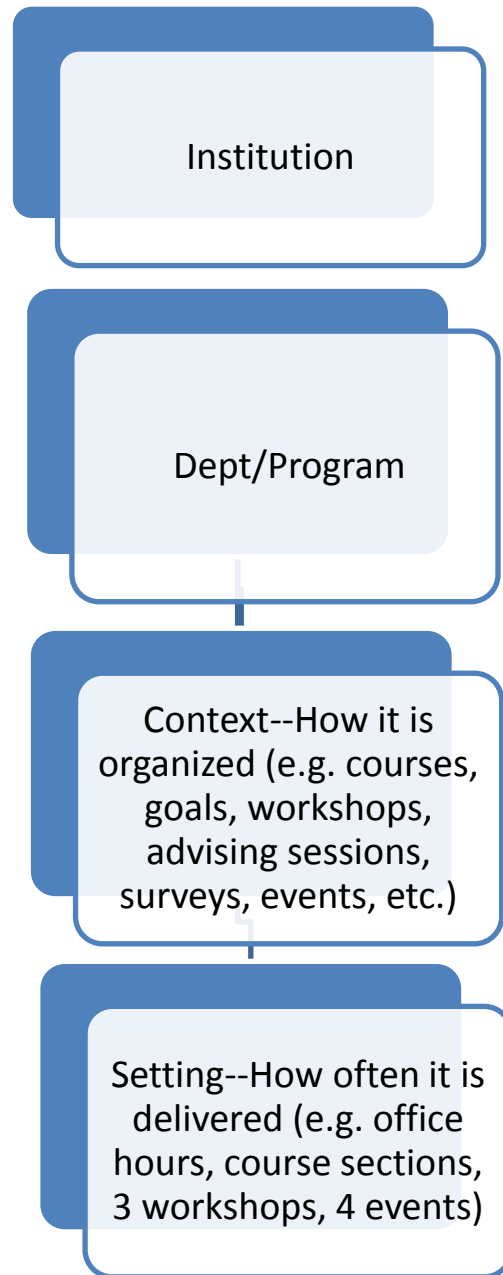 Institution
Dept/Program
Context--How it is
organized (e.g. courses,
goals, workshops,
advising sessions,
surveys, events, etc.)
Setting--How often it is
delivered (e.g. office
hours, course sections,
3 workshops, 4 events)